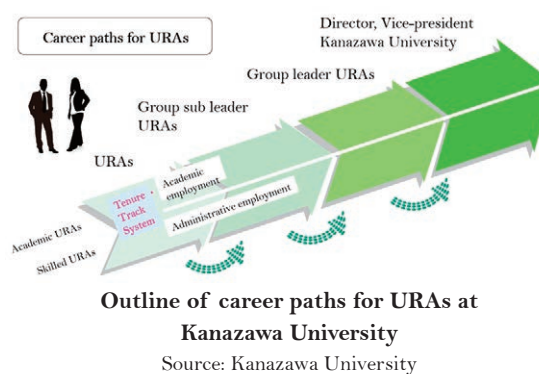 Career paths for URAs
Director, Vice-president
Kanazawa University
Group leader URAs
Group sub leader
URAs
URAs
Tenure・
Track
System
Academic
employment
Administrative employment
Academic URAs
Skilled URAs
Outline of career paths for URAs at
Kanazawa University
Source: Kanazawa University